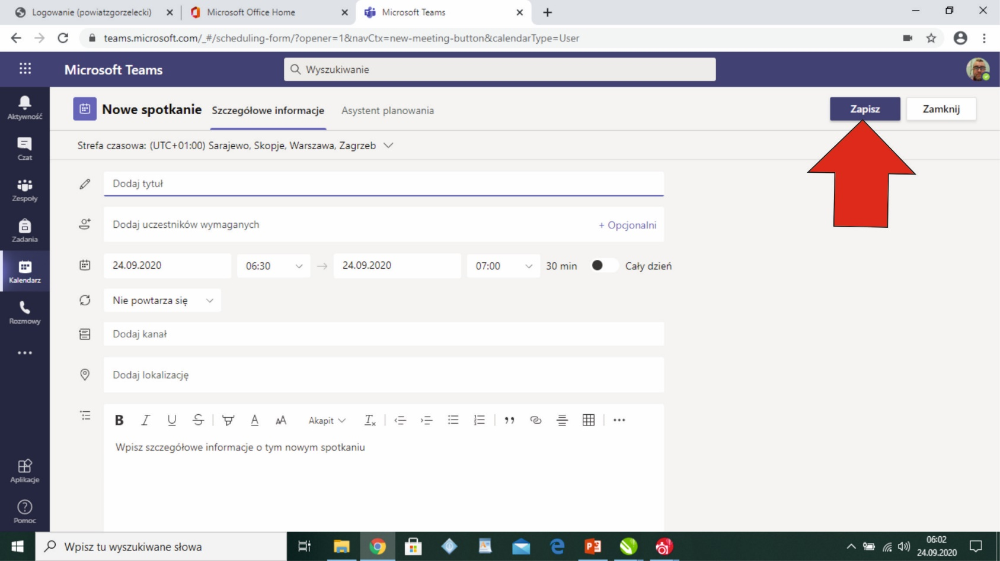 Logowanie (powiatzgorzelecki)
Microsoft Office Home
Microsoft Teams
teams.microsoft.com/_#/scheduling-form/?opener=1&navCtx=new-meeting-button&calendarType=User
Microsoft Teams
Wyszukiwanie
Aktywność
Czat
Zespoły
Zadania
Kalendarz
Rozmowy
Aplikacje
Pomoc
Nowe spotkanie
Szczegółowe informacje
Asystent planowania
Zapisz
Zamknij
Strefa czasowa: (UTC+01:00) Sarajewo, Skopje, Warszawa, Zagrzeb
Dodaj tytuł
Dodaj uczestników wymaganych
+ Opcjonalni
24.09.2020 06:30 → 24.09.2020 07:00 30 min Cały dzień
Nie powtarza się
Dodaj kanał
Dodaj lokalizację
B I U S A AA Akapit Tx
Wpisz szczegółowe informacje o tym nowym spotkaniu
Wpisz tu wyszukiwane słowa
06:02
24.09.2020